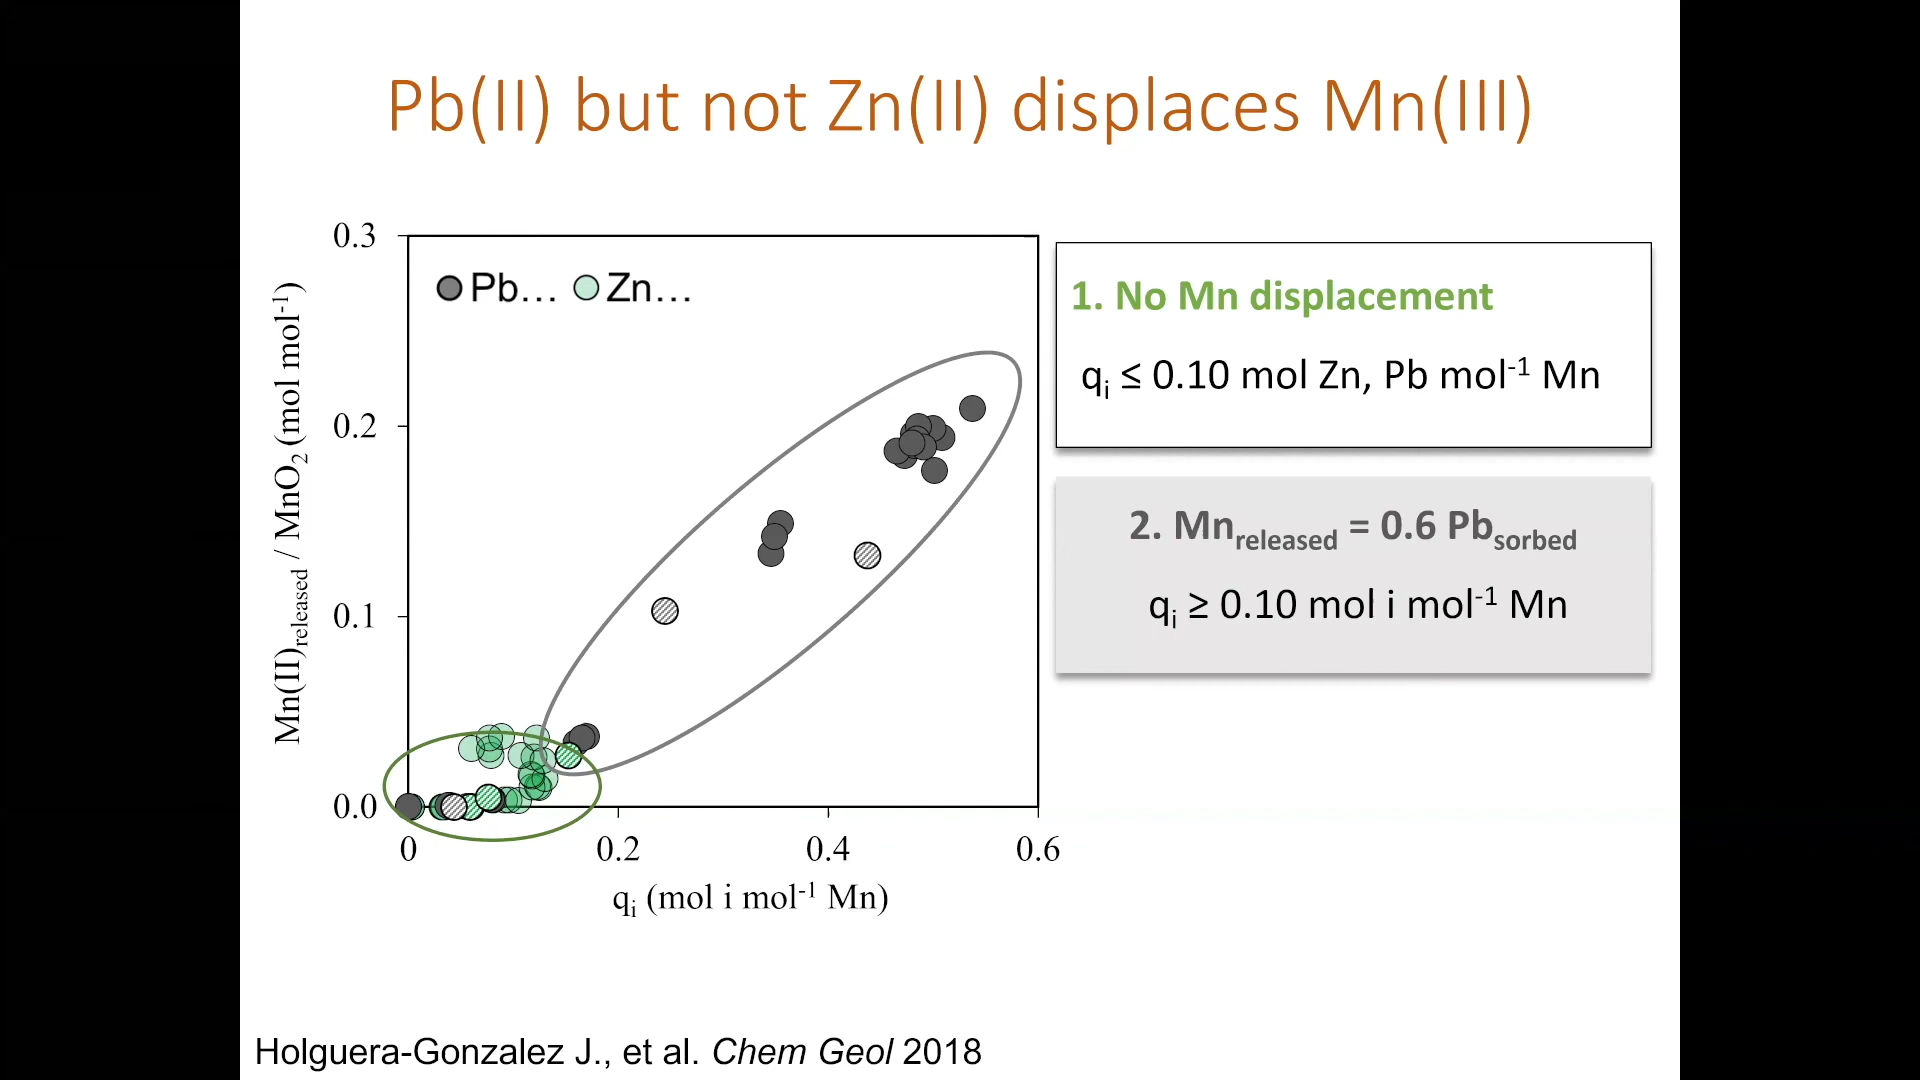 Pb(II) but not Zn(II) displaces Mn(III)
0.3
0.2
0.1
0.0
Mn(II)released / MnO2 (mol mol-1)
Pb… Zn…
0 0.2 0.4 0.6
qi (mol i mol-1 Mn)
1. No Mn displacement
qi ≤ 0.10 mol Zn, Pb mol-1 Mn
2. Mnreleased = 0.6 Pbsorbed
qi ≥ 0.10 mol i mol-1 Mn
Holguera-Gonzalez J., et al. Chem Geol 2018